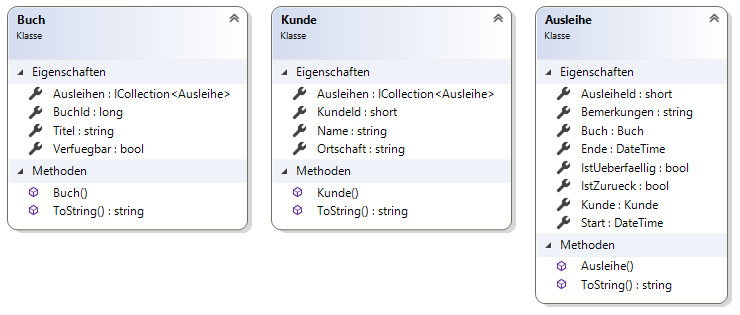 Buch
Klasse
Eigenschaften
Ausleihen : ICollection<Ausleihe>
BuchId : long
Titel : string
Verfuegbar : bool
Methoden
Buch()
ToString() : string
Kunde
Klasse
Eigenschaften
Ausleihen : ICollection<Ausleihe>
KundeId : short
Name : string
Ortschaft : string
Methoden
Kunde()
ToString() : string
Ausleihe
Klasse
Eigenschaften
AusleiheId : short
Bemerkungen : string
Buch : Buch
Ende : DateTime
IstUeberfaellig : bool
IstZurueck : bool
Kunde : Kunde
Start : DateTime
Methoden
Ausleihe()
ToString() : string